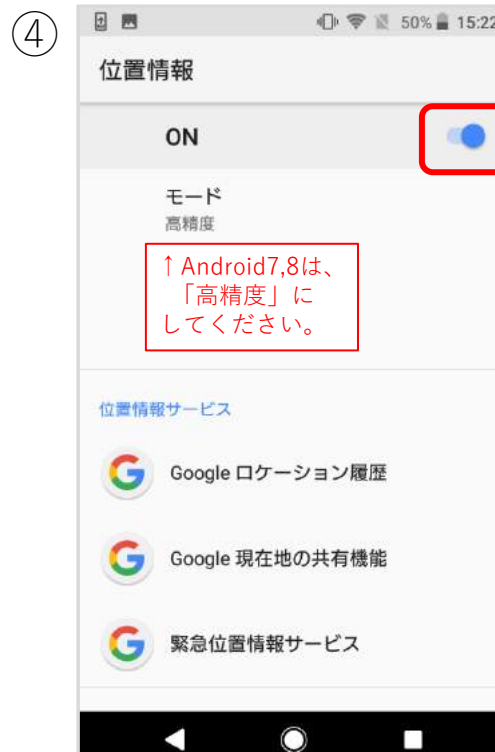 ④
50% 15:22
位置情報
ON
モード
高精度
↑Android7,8は、
「高精度」に
してください。
位置情報サービス
Google ロケーション履歴
Google 現在地の共有機能
緊急位置情報サービス